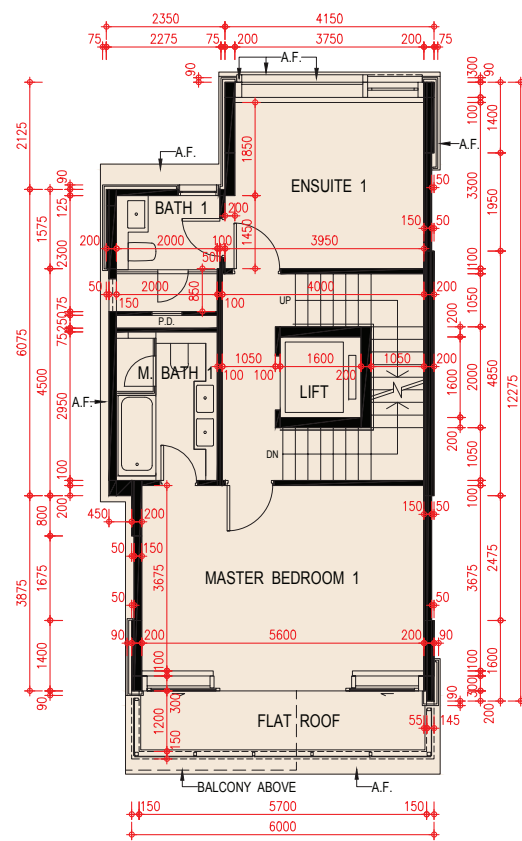 2350 4150
75 2275 75 200 3750 200 75
A.F.
90
300 90
100 1400
2125
1850
A.F.
A.F.
ENSUITE 1
3300
1950
90
125
50
BATH 1
200
1450
1575
150 50
200 2000 100 3950
2300
50
100
12275
50 2000 4000 200
150 850 100
UP
1050
75
P.D.
200
250
75
6075
1050 1600 1050 200
100 100 200
M. BATH 1
4500
2950
LIFT
1600 2000 4850
A.F.
200
DN
1050
100
100
200
450 200
150 150
800
50 150
3675
3675
2475
1675
3875
MASTER BEDROOM 1
50
50
90 200 5600 200 90
1400
100
100
300
1600
90
300
90
200
1200
FLAT ROOF
55 145
150
BALCONY ABOVE
A.F.
150 5700 150
6000